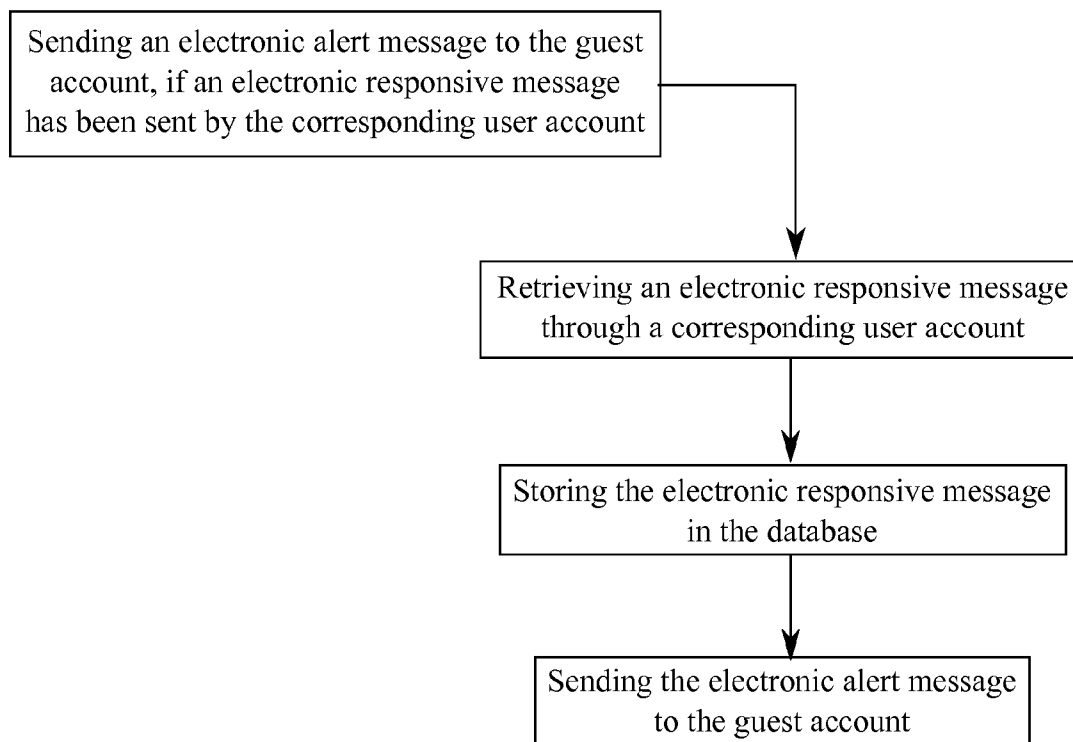 Sending an electronic alert message to the guest
account, if an electronic responsive message
has been sent by the corresponding user account
Retrieving an electronic responsive message
through a corresponding user account
Storing the electronic responsive message
in the database
Sending the electronic alert message
to the guest account